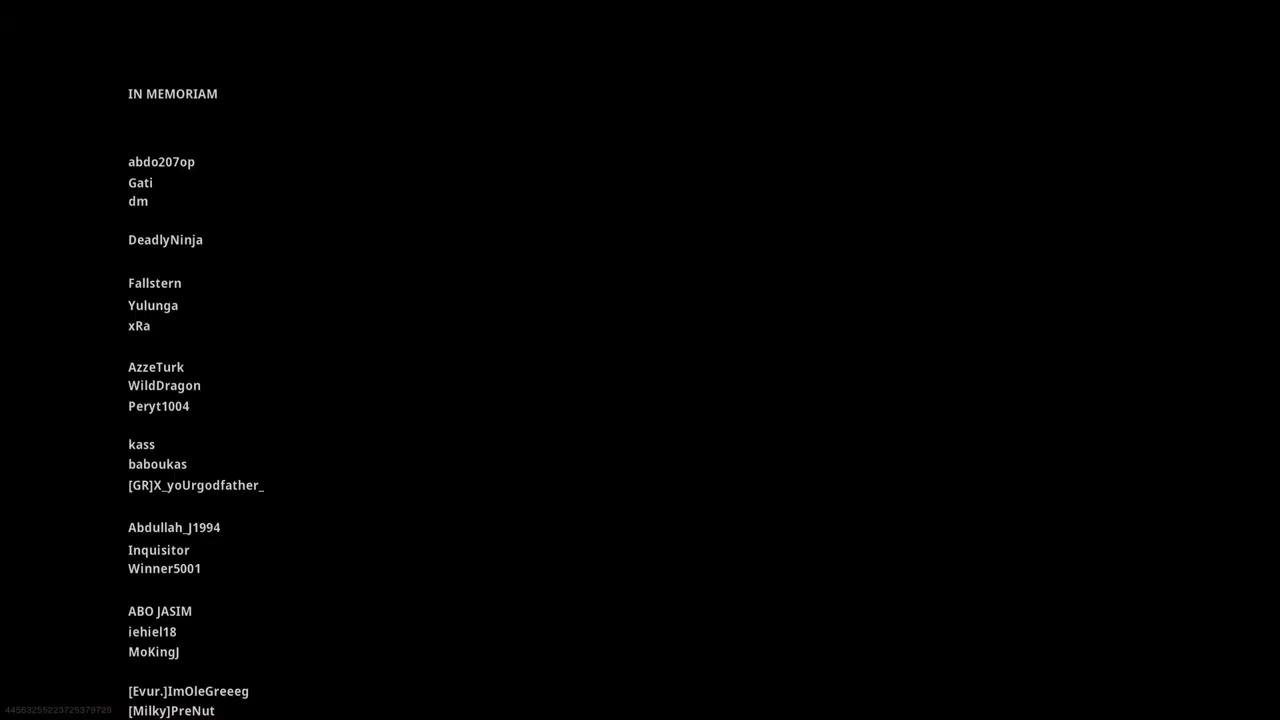 IN MEMORIAM
abdo207op
Gati
dm
DeadlyNinja
Fallstern
Yulunga
xRa
AzzeTurk
WildDragon
Peryt1004
kass
baboukas
[GR]X_yoUrgodfather_
Abdullah_J1994
Inquisitor
Winner5001
ABO JASIM
iehiel18
MoKingJ
[Evur.]ImOleGreeeg
[Milky]PreNut